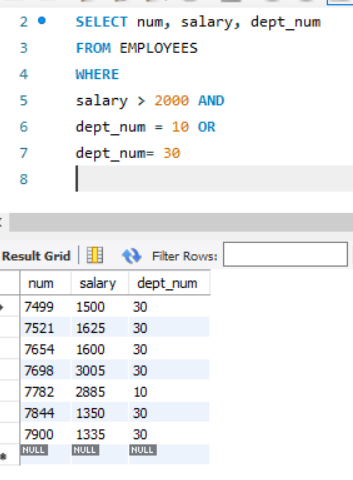 2 SELECT num, salary, dept_num
3 FROM EMPLOYEES
4 WHERE
5 salary > 2000 AND
6 dept_num = 10 OR
7 dept_num= 30
8
Result Grid Filter Rows:
num salary dept_num
7499 1500 30
7521 1625 30
7654 1600 30
7698 3005 30
7782 2885 10
7844 1350 30
7900 1335 30
NULL NULL NULL